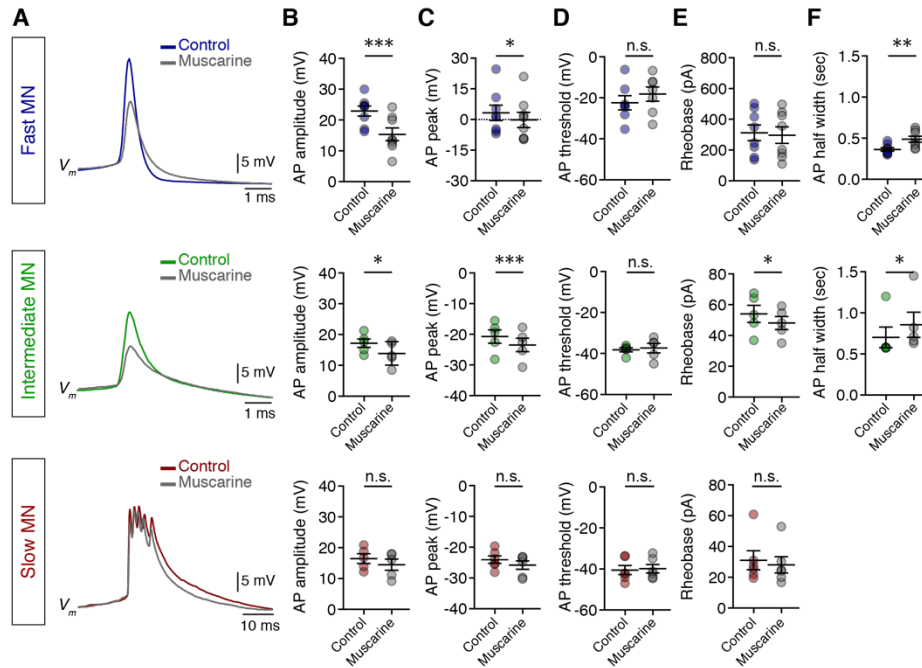 A
B
C
D
E
F
Fast MN
Control
Muscarine
Vm
5 mV
1 ms
***
AP amplitude (mV)
40
30
20
10
0
Control
Muscarine
*
AP peak (mV)
30
15
0
-15
-30
Control
Muscarine
n.s.
AP threshold (mV)
0
-20
-40
-60
Control
Muscarine
n.s.
Rheobase (pA)
800
600
400
200
0
Control
Muscarine
**
AP half width (sec)
1.5
1.0
0.5
0.0
Control
Muscarine
Intermediate MN
Control
Muscarine
Vm
5 mV
1 ms
*
AP amplitude (mV)
40
30
20
10
0
Control
Muscarine
***
AP peak (mV)
0
-10
-20
-30
-40
Control
Muscarine
n.s.
AP threshold (mV)
0
-20
-40
-60
Control
Muscarine
*
Rheobase (pA)
80
60
40
20
0
Control
Muscarine
*
AP half width (sec)
1.5
1.0
0.5
0.0
Control
Muscarine
Slow MN
Control
Muscarine
Vm
5 mV
10 ms
n.s.
AP amplitude (mV)
40
30
20
10
0
Control
Muscarine
n.s.
AP peak (mV)
0
-10
-20
-30
-40
Control
Muscarine
n.s.
AP threshold (mV)
0
-20
-40
-60
Control
Muscarine
n.s.
Rheobase (pA)
80
60
40
20
0
Control
Muscarine